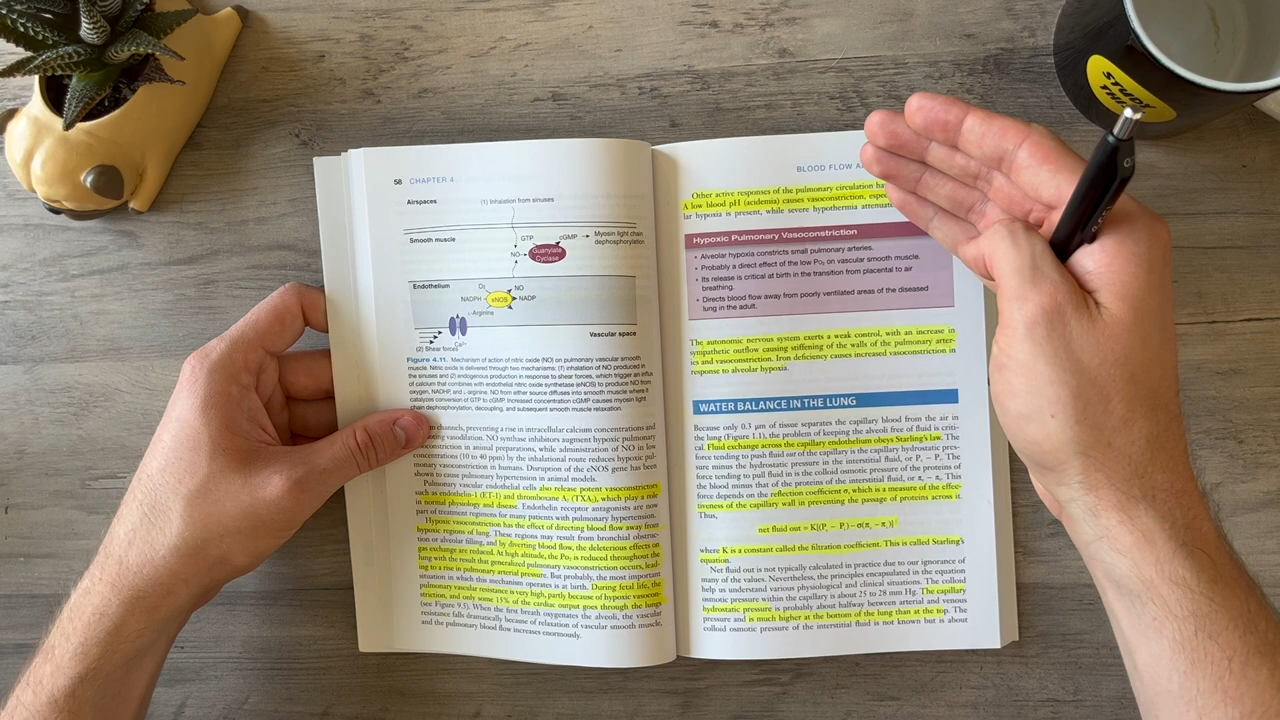 58 CHAPTER 4
Airspaces
(1) Inhalation from sinuses
Smooth muscle
GTP
cGMP
Myosin light chain
dephosphorylation
NO
Guanylate
Cyclase
Endothelium
O₂
NO
NADPH
eNOS
NADP
L-Arginine
Vascular space
(2) Shear forces
Ca²⁺
Figure 4.11. Mechanism of action of nitric oxide (NO) on pulmonary vascular smooth
muscle. Nitric oxide is delivered through two mechanisms: (1) inhalation of NO produced in
the sinuses and (2) endogenous production in response to shear forces, which trigger an influx
of calcium that combines with endothelial nitric oxide synthetase (eNOS) to produce NO from
oxygen, NADPH, and L-arginine. NO from either source diffuses into smooth muscle where it
catalyzes conversion of GTP to cGMP. Increased concentration cGMP causes myosin light
chain dephosphorylation, decoupling, and subsequent smooth muscle relaxation.
channels, preventing a rise in intracellular calcium concentrations and
vasodilation. NO synthase inhibitors augment hypoxic pulmonary
vasoconstriction in animal preparations, while administration of NO in low
concentrations (10 to 40 ppm) by the inhalational route reduces hypoxic pul-
monary vasoconstriction in humans. Disruption of the eNOS gene has been
shown to cause pulmonary hypertension in animal models.
Pulmonary vascular endothelial cells also release potent vasoconstrictors
such as endothelin-1 (ET-1) and thromboxane A₂ (TXA₂), which play a role
in normal physiology and disease. Endothelin receptor antagonists are now
part of treatment regimens for many patients with pulmonary hypertension.
Hypoxic vasoconstriction has the effect of directing blood flow away from
hypoxic regions of lung. These regions may result from bronchial obstruc-
tion or alveolar filling, and by diverting blood flow, the deleterious effects on
gas exchange are reduced. At high altitude, the Po₂ is reduced throughout the
lung with the result that generalized pulmonary vasoconstriction occurs, lead-
ing to a rise in pulmonary arterial pressure. But probably, the most important
situation in which this mechanism operates is at birth. During fetal life, the
pulmonary vascular resistance is very high, partly because of hypoxic vasocon-
striction, and only some 15% of the cardiac output goes through the lungs
(see Figure 9.5). When the first breath oxygenates the alveoli, the vascular
resistance falls dramatically because of relaxation of vascular smooth muscle,
and the pulmonary blood flow increases enormously.
BLOOD FLOW
Other active responses of the pulmonary circulation
A low blood pH (acidemia) causes vasoconstriction,
lar hypoxia is present, while severe hypothermia
Hypoxic Pulmonary Vasoconstriction
• Alveolar hypoxia constricts small pulmonary arteries.
• Probably a direct effect of the low Po₂ on vascular smooth muscle.
• Its release is critical at birth in the transition from placental to air
breathing.
• Directs blood flow away from poorly ventilated areas of the diseased
lung in the adult.
The autonomic nervous system exerts a weak control, with an increase in
sympathetic outflow causing stiffening of the walls of the pulmonary arter-
ies and vasoconstriction. Iron deficiency causes increased vasoconstriction in
response to alveolar hypoxia.
WATER BALANCE IN THE LUNG
Because only 0.3 μm of tissue separates the capillary blood from the air in
the lung (Figure 1.1), the problem of keeping the alveoli free of fluid is criti-
cal. Fluid exchange across the capillary endothelium obeys Starling's law. The
force tending to push fluid out of the capillary is the capillary hydrostatic pres-
sure minus the hydrostatic pressure in the interstitial fluid, or Pc − Pi. The
force tending to pull fluid in is the colloid osmotic pressure of the proteins of
the blood minus that of the proteins of the interstitial fluid, or πc − πi. This
force depends on the reflection coefficient σ, which is a measure of the effec-
tiveness of the capillary wall in preventing the passage of proteins across it.
Thus,
net fluid out = K[(Pc − Pi) − σ(πc − πi)]
where K is a constant called the filtration coefficient. This is called Starling's
equation.
Net fluid out is not typically calculated in practice due to our ignorance of
many of the values. Nevertheless, the principles encapsulated in the equation
help us understand various physiological and clinical situations. The colloid
osmotic pressure within the capillary is about 25 to 28 mm Hg. The capillary
hydrostatic pressure is probably about halfway between arterial and venous
pressure and is much higher at the bottom of the lung than at the top. The
colloid osmotic pressure of the interstitial fluid is not known but is about
STUDY
THIS